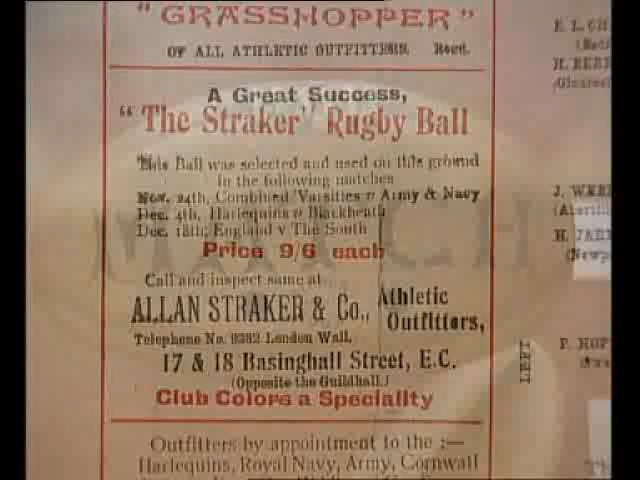 "GRASSHOPPER"
OF ALL ATHLETIC OUTFITTERS. Regd.
A Great Success,
"The Straker" Rugby Ball
This Ball was selected and used on this ground
in the following matches
Nov. 24th, Combined 'Varsities v Army & Navy
Dec. 4th, Harlequins v Blackheath
Dec. 18th, England v The South
Price 9/6 each
Call and inspect same at
ALLAN STRAKER & Co., Athletic Outfitters,
Telephone No. 9382 London Wall.
17 & 18 Basinghall Street, E.C.
(Opposite the Guildhall.)
Club Colors a Speciality
Outfitters by appointment to the :—
Harlequins, Royal Navy, Army, Cornwall
LEFT